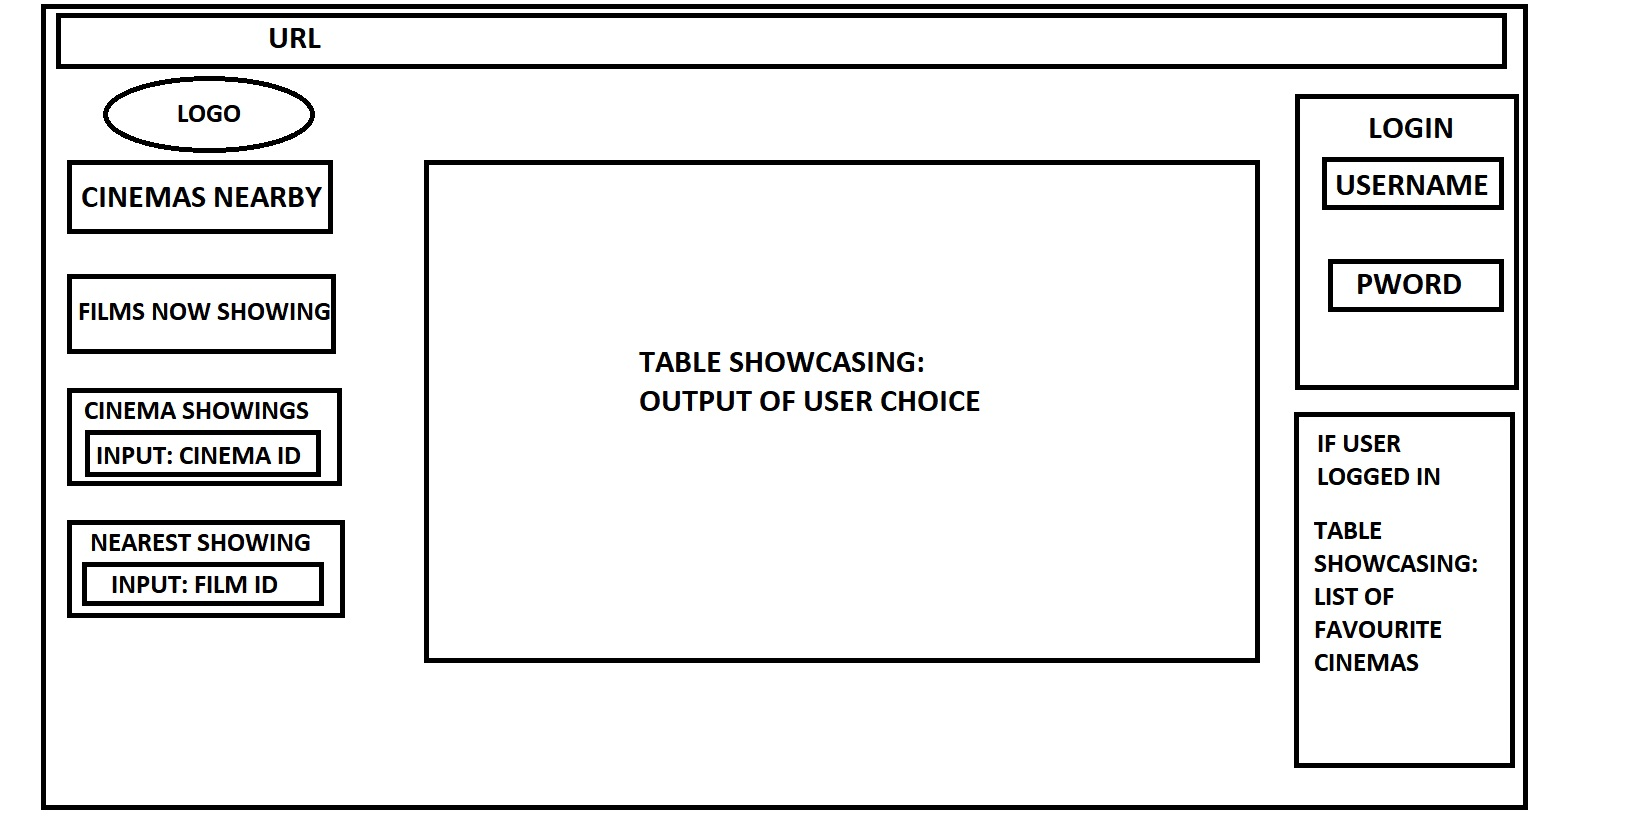 URL
LOGO
CINEMAS NEARBY
FILMS NOW SHOWING
CINEMA SHOWINGS
INPUT: CINEMA ID
NEAREST SHOWING
INPUT: FILM ID
TABLE SHOWCASING:
OUTPUT OF USER CHOICE
LOGIN
USERNAME
PWORD
IF USER
LOGGED IN
TABLE
SHOWCASING:
LIST OF
FAVOURITE
CINEMAS